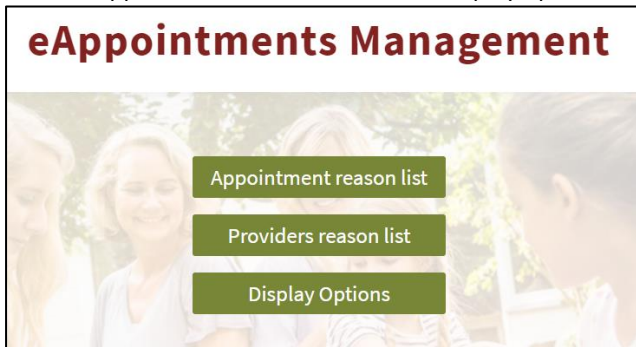 eAppointments Management
Appointment reason list
Providers reason list
Display Options